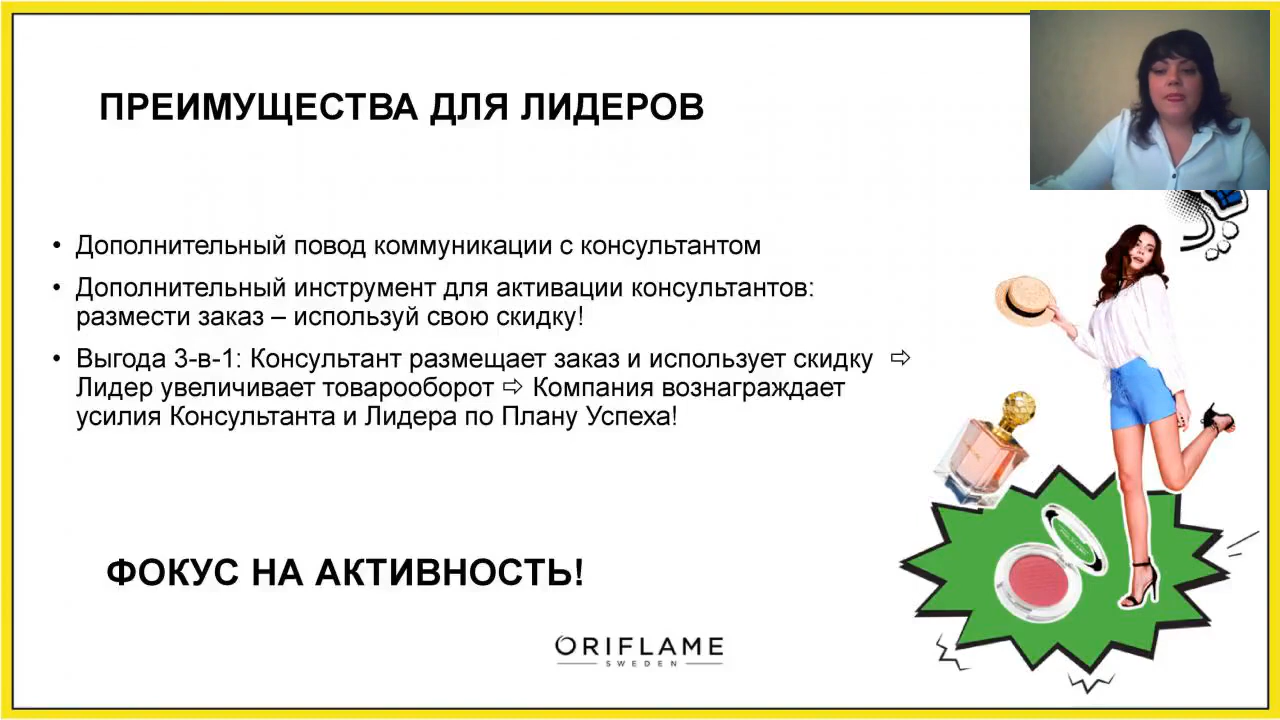 ПРЕИМУЩЕСТВА ДЛЯ ЛИДЕРОВ
• Дополнительный повод коммуникации с консультантом
• Дополнительный инструмент для активации консультантов:
размести заказ – используй свою скидку!
• Выгода 3-в-1: Консультант размещает заказ и использует скидку ⇨
Лидер увеличивает товарооборот ⇨ Компания вознаграждает
усилия Консультанта и Лидера по Плану Успеха!
ФОКУС НА АКТИВНОСТЬ!
ORIFLAME
SWEDEN